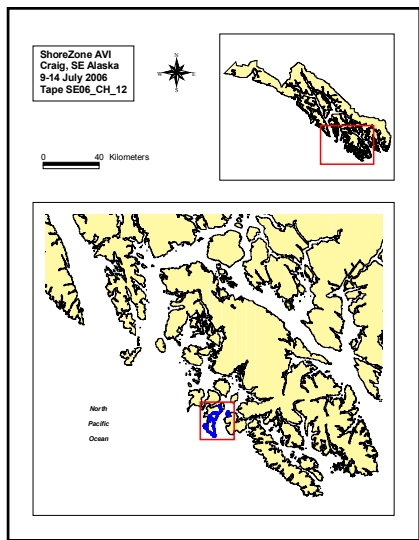 ShoreZone AVI
Craig, SE Alaska
9-14 July 2006
Tape SE06_CH_12
N
W E
S
0 40 Kilometers
North
Pacific
Ocean